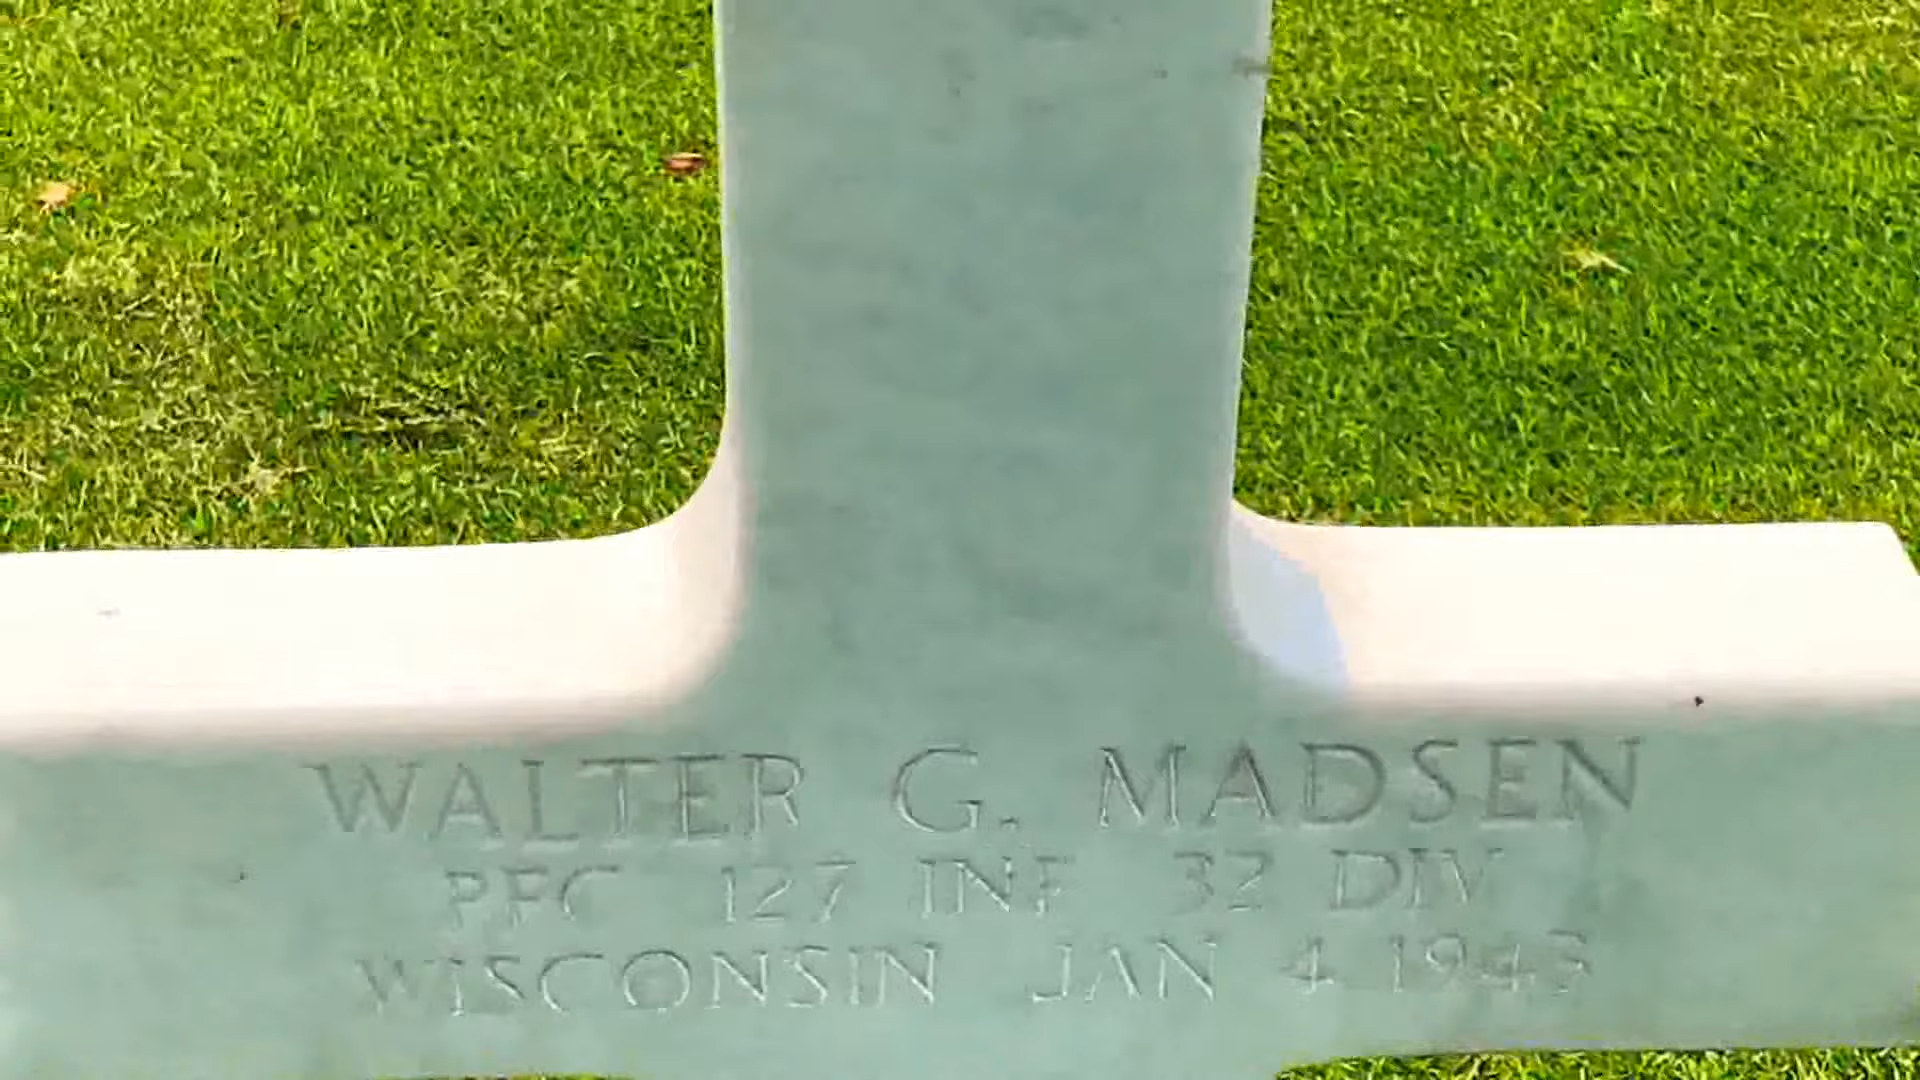 WALTER G. MADSEN
PFC 127 INF 32 DIV
WISCONSIN JAN 4 1943